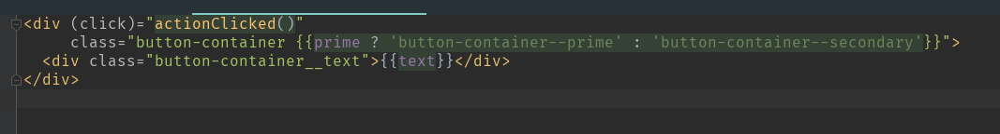 <div (click)="actionClicked()"
class="button-container {{prime ? 'button-container--prime' : 'button-container--secondary'}}">
<div class="button-container__text">{{text}}</div>
</div>